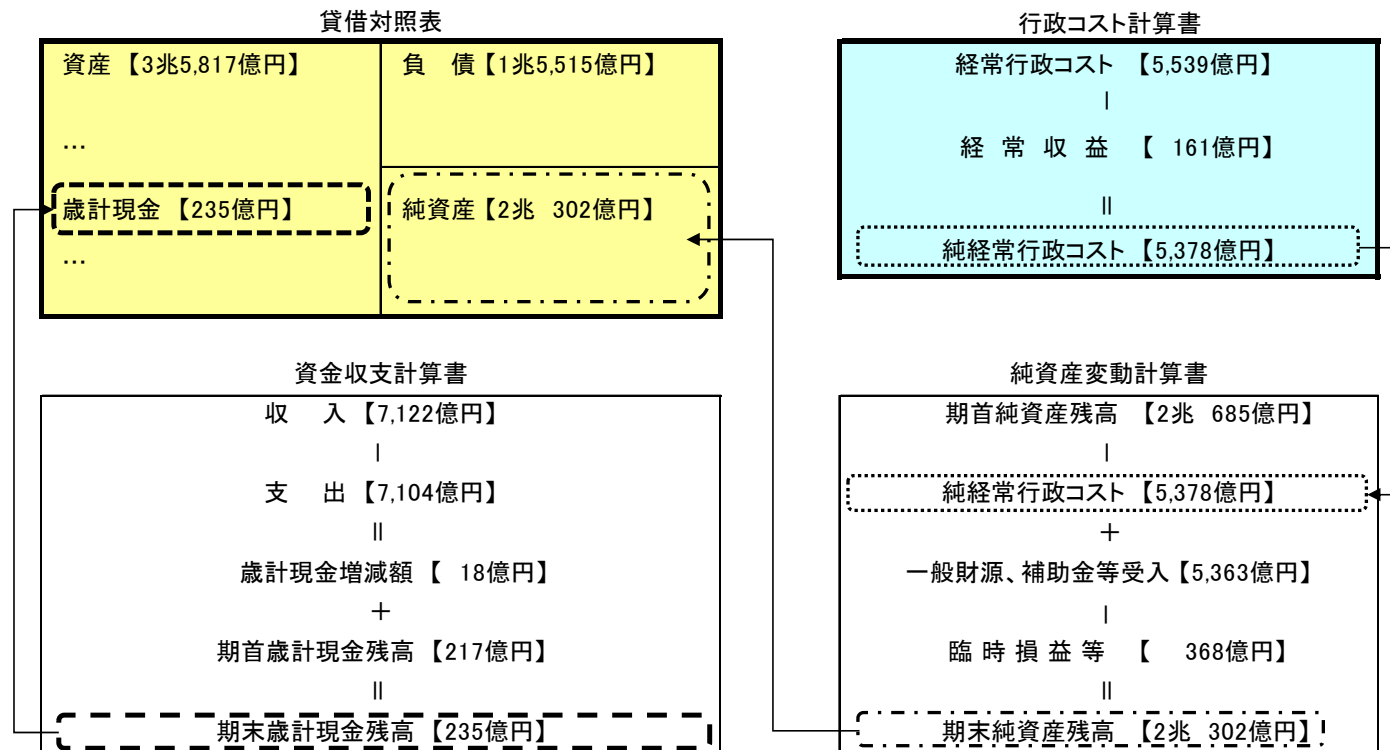 貸借対照表
資産 【3兆5,817億円】
負　債【1兆5,515億円】
…
歳計現金 【235億円】
純資産【2兆　302億円】
…
行政コスト計算書
経常行政コスト　【5,539億円】
－
経　常　収　益　【　161億円】
＝
純経常行政コスト 【5,378億円】
資金収支計算書
収　　入 【7,122億円】
－
支　　出 【7,104億円】
＝
歳計現金増減額 【　18億円】
＋
期首歳計現金残高 【217億円】
＝
期末歳計現金残高 【235億円】
純資産変動計算書
期首純資産残高　【2兆　685億円】
－
純経常行政コスト 【5,378億円】
＋
一般財源、補助金等受入【5,363億円】
－
臨 時 損 益 等　【　　368億円】
＝
期末純資産残高　【2兆　302億円】